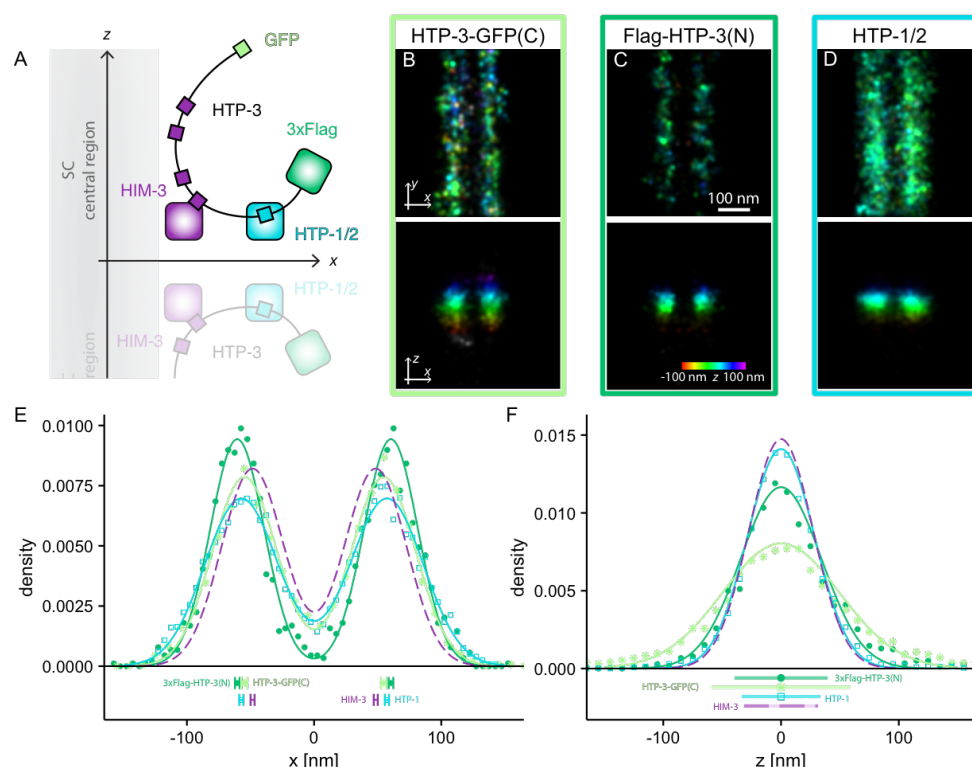 A
z
GFP
HTP-3
3xFlag
SC
central region
HIM-3
HTP-1/2
x
HTP-1/2
HIM-3
HTP-3
region
HTP-3-GFP(C)
B
y
x
z
x
Flag-HTP-3(N)
C
100 nm
-100 nm z 100 nm
HTP-1/2
D
E
0.0100
0.0075
0.0050
0.0025
0.0000
density
3xFlag-HTP-3(N)
HTP-3-GFP(C)
HIM-3
HTP-1
-100
0
100
x [nm]
F
0.015
0.010
0.005
0.000
density
3xFlag-HTP-3(N)
HTP-3-GFP(C)
HTP-1
HIM-3
-100
0
100
z [nm]